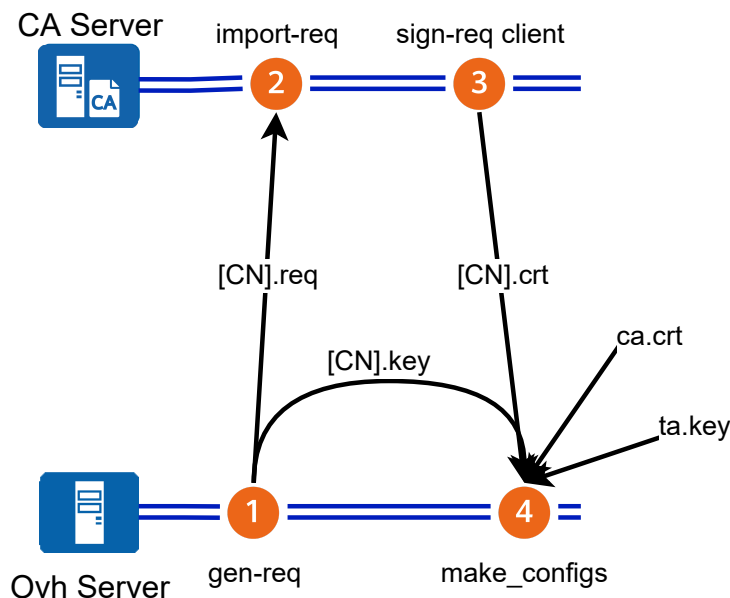 CA Server
import-req
sign-req client
CA
2
3
[CN].req
[CN].crt
ca.crt
[CN].key
ta.key
1
4
gen-req
make_configs
Ovh Server